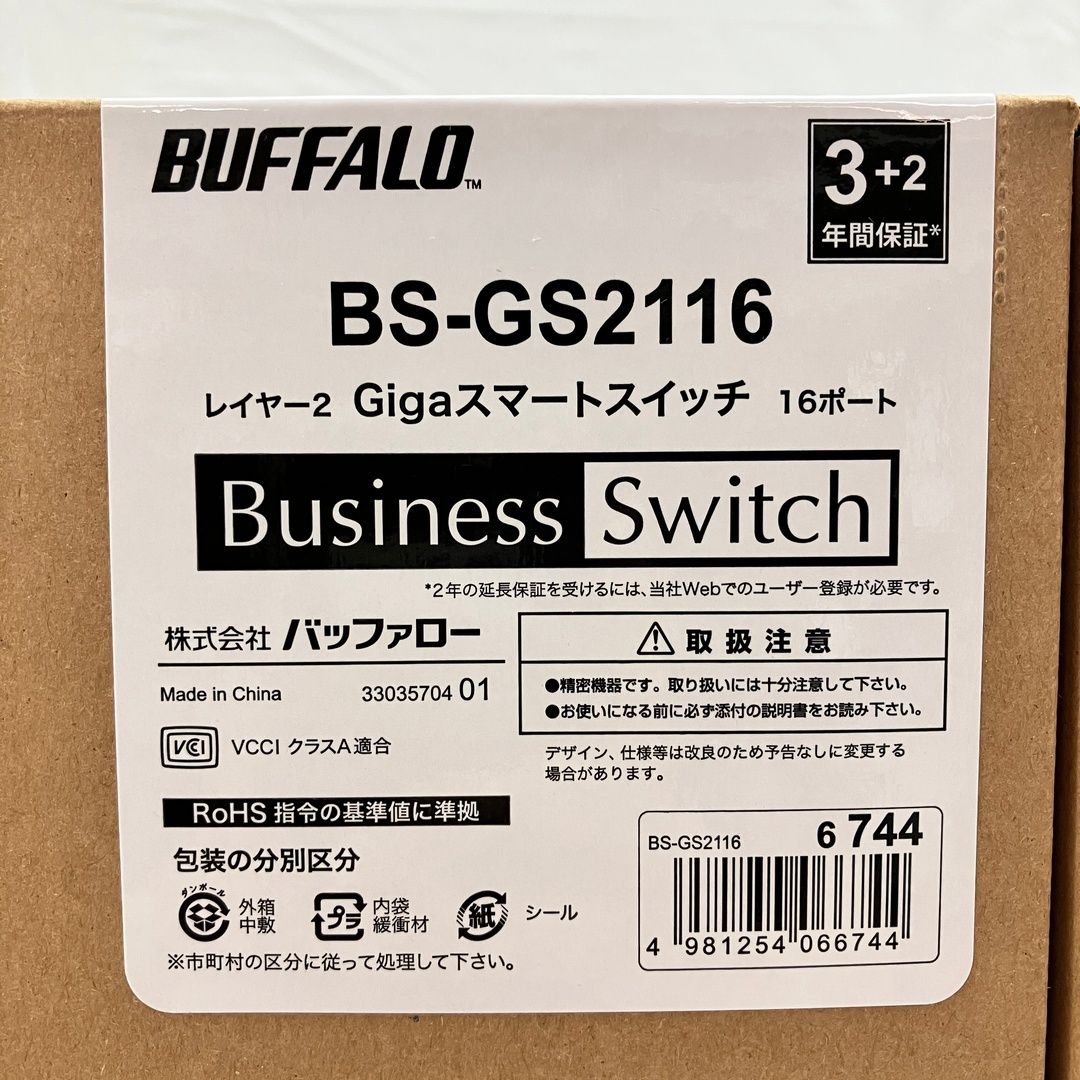 BUFFALO™
3+2
年間保証*
BS-GS2116
レイヤー2 Gigaスマートスイッチ 16ポート
Business Switch
*2年の延長保証を受けるには、当社Webでのユーザー登録が必要です。
株式会社 バッファロー
Made in China 33035704 01
VCCI VCCI クラスA適合
⚠取扱注意
●精密機器です。取り扱いには十分注意して下さい。
●お使いになる前に必ず添付の説明書をお読み下さい。
デザイン、仕様等は改良のため予告なしに変更する
場合があります。
RoHS 指令の基準値に準拠
包装の分別区分
ダンボール
外箱
中敷
プラ
内袋
緩衝材
紙
シール
※市町村の区分に従って処理して下さい。
BS-GS2116 6 744
4 981254 066744